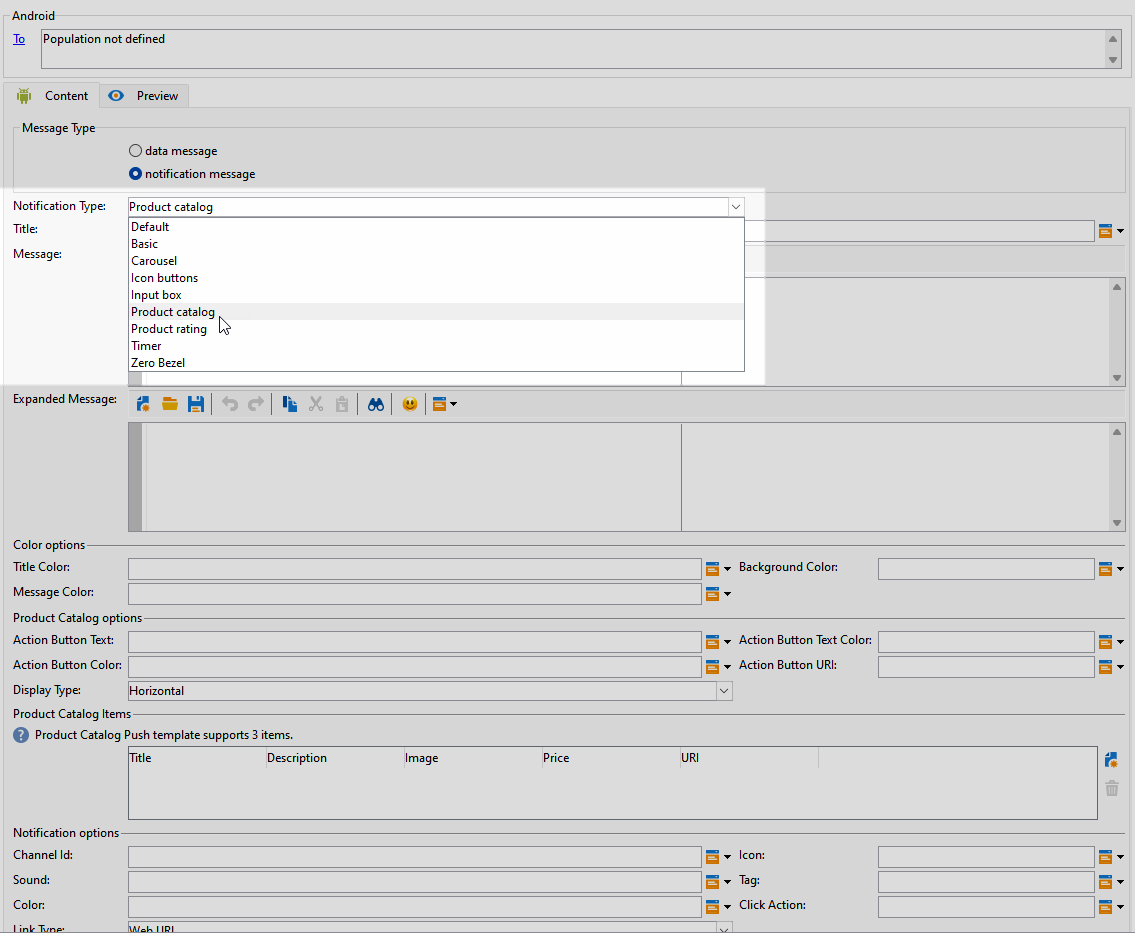 Android
To Population not defined
Content Preview
Message Type
data message
notification message
Notification Type: Product catalog
Title:
Default
Basic
Message:
Carousel
Icon buttons
Input box
Product catalog
Product rating
Timer
Zero Bezel
Expanded Message:
Color options
Title Color: Background Color:
Message Color:
Product Catalog options
Action Button Text: Action Button Text Color:
Action Button Color: Action Button URI:
Display Type: Horizontal
Product Catalog Items
? Product Catalog Push template supports 3 items.
Title Description Image Price URI
Notification options
Channel Id: Icon:
Sound: Tag:
Color: Click Action:
Link Type: Web URL